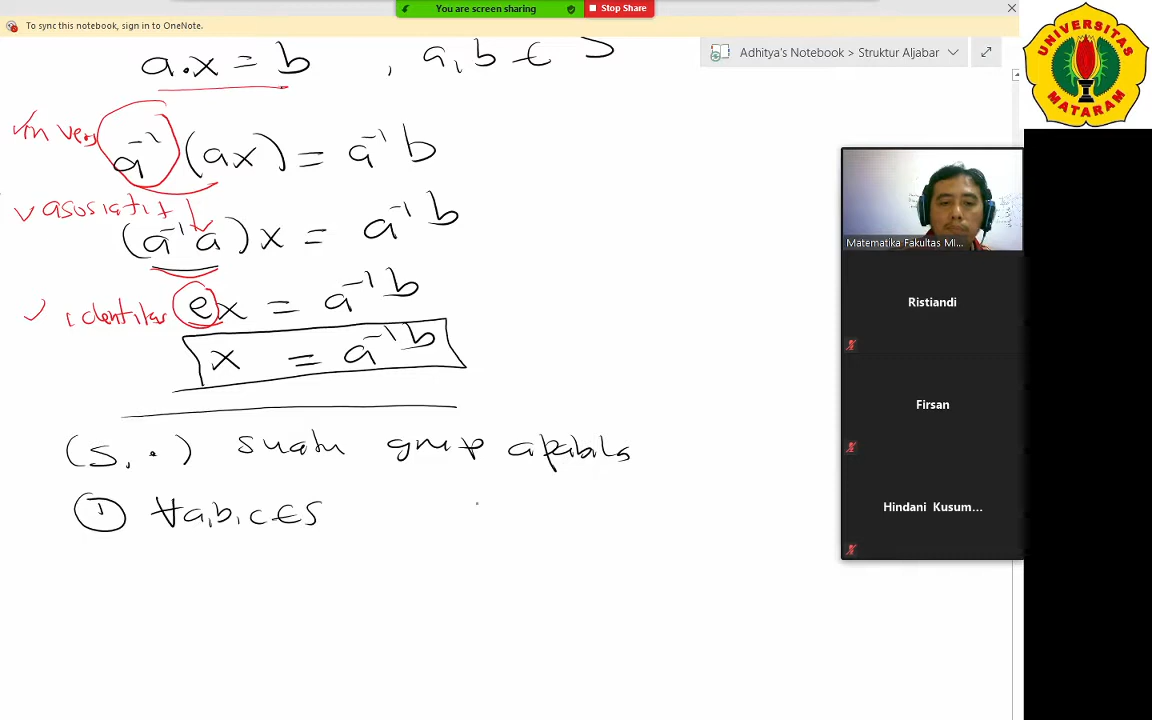 You are screen sharing
Stop Share
To sync this notebook, sign in to OneNote.
Adhitya's Notebook > Struktur Aljabar
UNIVERSITAS MATARAM
a.x = b , a,b ∈ S
invers a⁻¹(ax) = a⁻¹b
asosiatif
(a⁻¹a)x = a⁻¹b
identitas ex = a⁻¹b
x = a⁻¹b
(S, •) suatu grup apabila
① ∀a,b,c ∈ S
Matematika Fakultas MI...
Ristiandi
Firsan
Hindani Kusum...